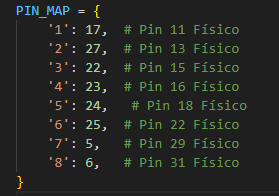 PIN_MAP = {
    '1': 17,  # Pin 11 Físico
    '2': 27,  # Pin 13 Físico
    '3': 22,  # Pin 15 Físico
    '4': 23,  # Pin 16 Físico
    '5': 24,   # Pin 18 Físico
    '6': 25,  # Pin 22 Físico
    '7': 5,   # Pin 29 Físico
    '8': 6,   # Pin 31 Físico
}